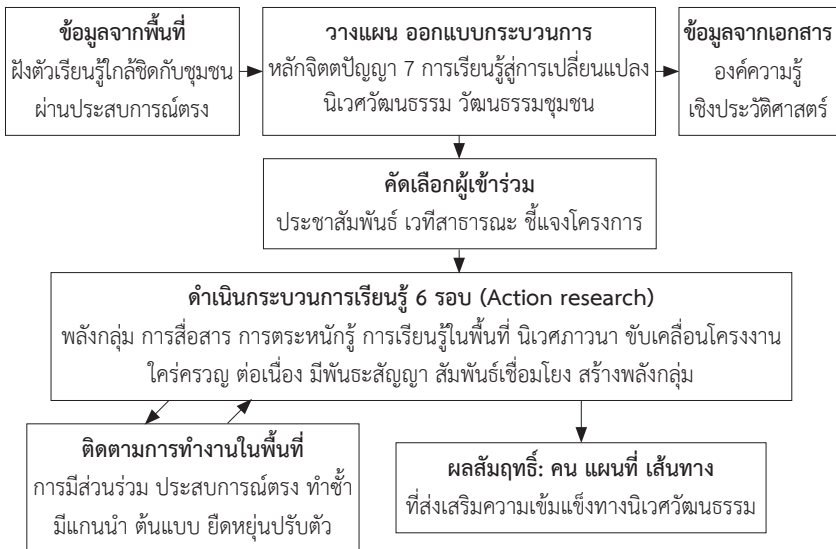 ข้อมูลจากพื้นที่
ฝังตัวเรียนรู้ใกล้ชิดกับชุมชน
ผ่านประสบการณ์ตรง
วางแผน ออกแบบกระบวนการ
หลักจิตตปัญญา 7 การเรียนรู้สู่การเปลี่ยนแปลง
นิเวศวัฒนธรรม วัฒนธรรมชุมชน
ข้อมูลจากเอกสาร
องค์ความรู้
เชิงประวัติศาสตร์
คัดเลือกผู้เข้าร่วม
ประชาสัมพันธ์ เวทีสาธารณะ ชี้แจงโครงการ
ดำเนินกระบวนการเรียนรู้ 6 รอบ (Action research)
พลังกลุ่ม การสื่อสาร การตระหนักรู้ การเรียนรู้ในพื้นที่ นิเวศภาวนา ขับเคลื่อนโครงงาน
ใคร่ครวญ ต่อเนื่อง มีพันธะสัญญา สัมพันธ์เชื่อมโยง สร้างพลังกลุ่ม
ติดตามการทำงานในพื้นที่
การมีส่วนร่วม ประสบการณ์ตรง ทำซ้ำ
มีแกนนำ ต้นแบบ ยืดหยุ่นปรับตัว
ผลสัมฤทธิ์: คน แผนที่ เส้นทาง
ที่ส่งเสริมความเข้มแข็งทางนิเวศวัฒนธรรม